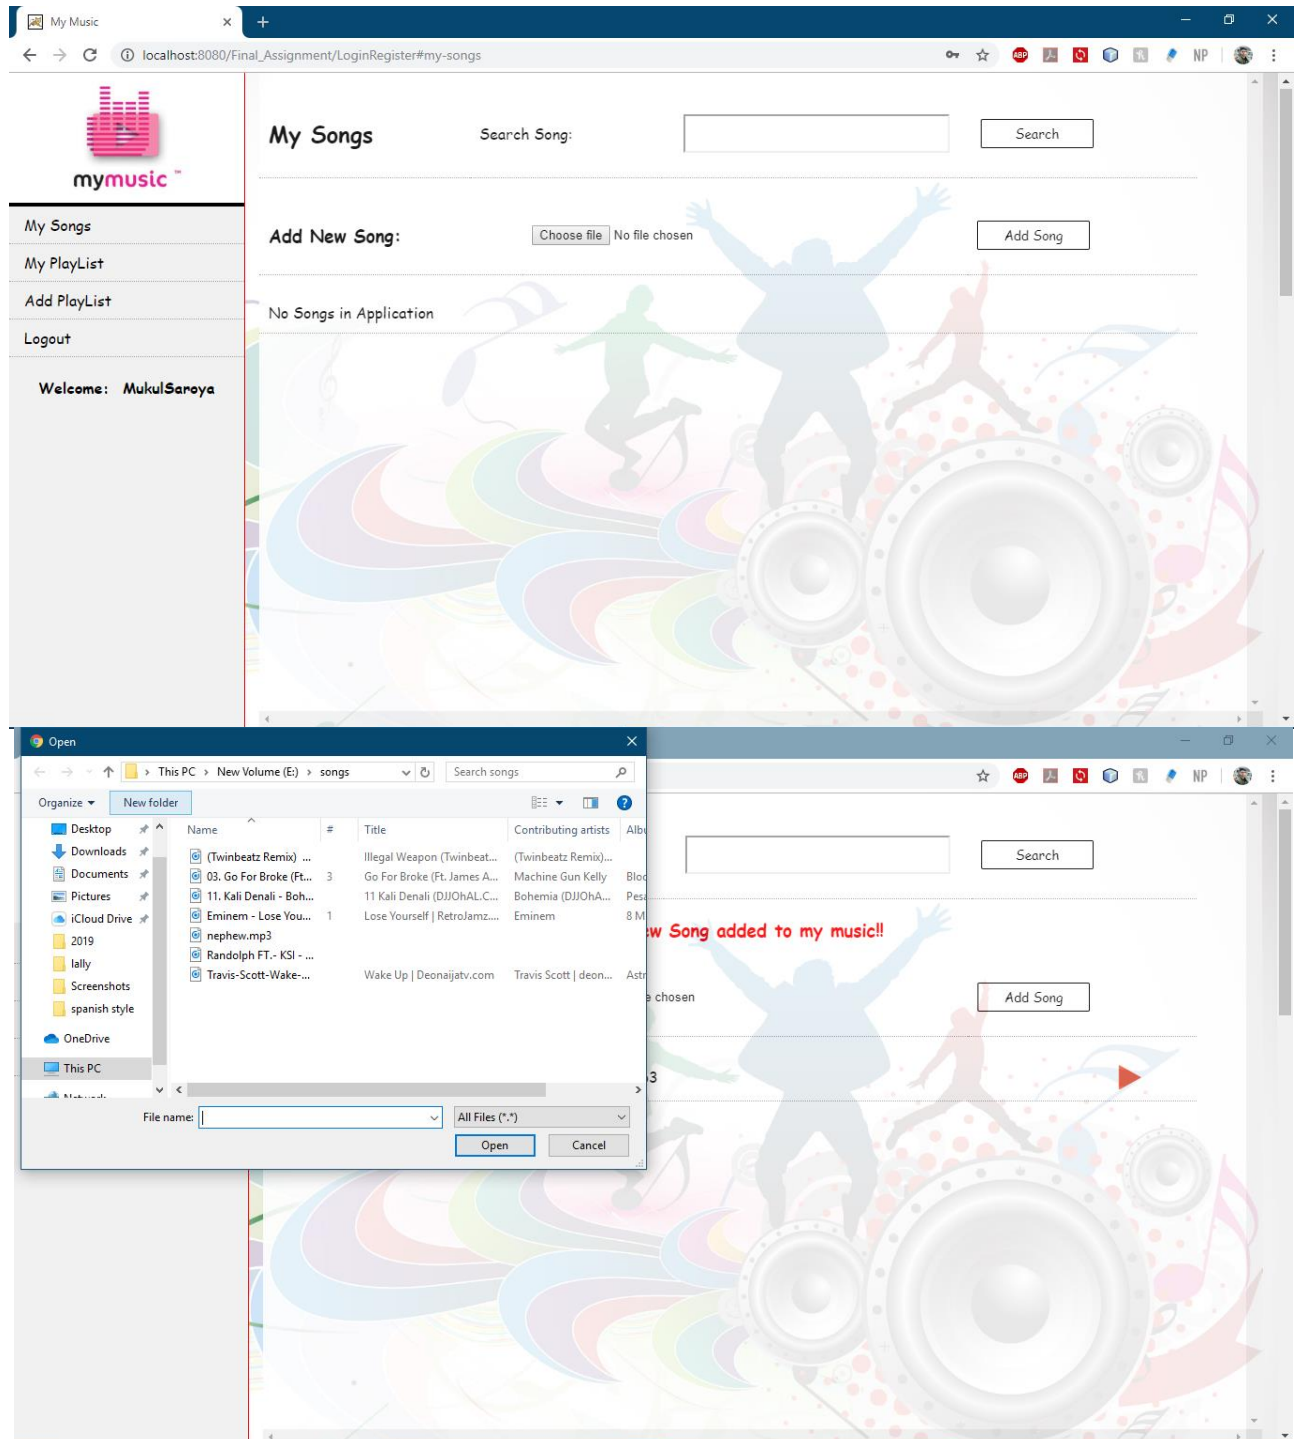 My Music
localhost:8080/Final_Assignment/LoginRegister#my-songs
ABP
NP
mymusic ™
My Songs
Search Song:
Search
My Songs
My PlayList
Add PlayList
Logout
Welcome: MukulSaroya
Add New Song:
Choose file No file chosen
Add Song
No Songs in Application
Open
This PC > New Volume (E:) > songs
Search songs
ABP
NP
Organize
New folder
Desktop
Downloads
Documents
Pictures
iCloud Drive
2019
lally
Screenshots
spanish style
OneDrive
This PC
Name # Title Contributing artists
(Twinbeatz Remix) ... Illegal Weapon (Twinbeat... (Twinbeatz Remix)...
03. Go For Broke (Ft... 3 Go For Broke (Ft. James A... Machine Gun Kelly
11. Kali Denali - Boh... 11 Kali Denali (DJJOhAL.C... Bohemia (DJJOhA...
Eminem - Lose You... 1 Lose Yourself | RetroJamz.... Eminem 8 M
nephew.mp3
Randolph FT.- KSI - ...
Travis-Scott-Wake-... Wake Up | Deonaijatv.com Travis Scott | deon...
File name:
All Files (*.*)
Open Cancel
Search
Song added to my music!!
chosen
Add Song